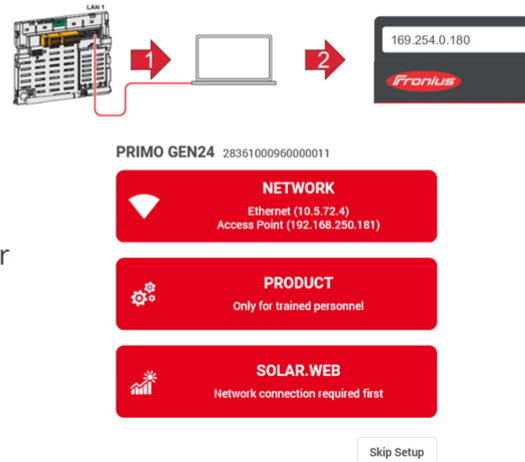 LAN 1
1
2
169.254.0.180
Fronius
PRIMO GEN24 28361000960000011
NETWORK
Ethernet (10.5.72.4)
Access Point (192.168.250.181)
r
PRODUCT
Only for trained personnel
SOLAR.WEB
Network connection required first
Skip Setup